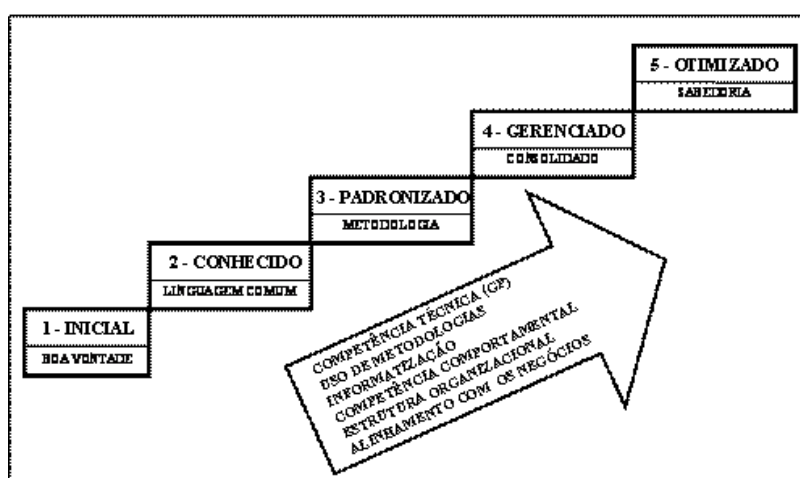 5 - OTIMIZADO
SABEDORIA
4 - GERENCIADO
CONSOLIDADO
3 - PADRONIZADO
METODOLOGIA
2 - CONHECIDO
LINGUAGEM COMUM
1 - INICIAL
BOA VONTADE
COMPETÊNCIA TÉCNICA (GP)
USO DE METODOLOGIAS
INFORMATIZAÇÃO
COMPETÊNCIA COMPORTAMENTAL
ESTRUTURA ORGANIZACIONAL
ALINHAMENTO COM OS NEGÓCIOS